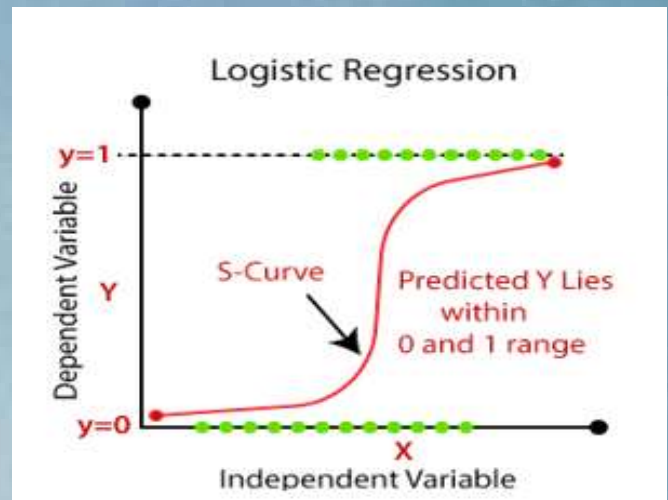 Logistic Regression
y=1
Dependent Variable
Y
S-Curve
Predicted Y Lies
within
0 and 1 range
y=0
X
Independent Variable